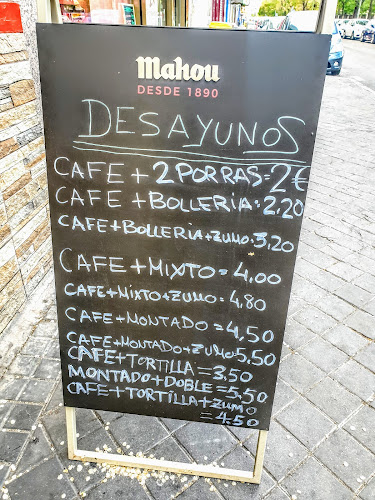 mahou
DESDE 1890
DESAYUNOS
CAFE + 2 PORRAS = 2€
CAFE + BOLLERIA = 2,20
CAFE+BOLLERIA+ZUMO=3,20
CAFE + MIXTO = 4,00
CAFE+MIXTO+ZUMO = 4,80
CAFE + MONTADO = 4,50
CAFE+MONTADO+ZUMO=5,50
CAFE+TORTILLA = 3,50
MONTADO + DOBLE = 5,50
CAFE+TORTILLA+ZUMO
= 4,50